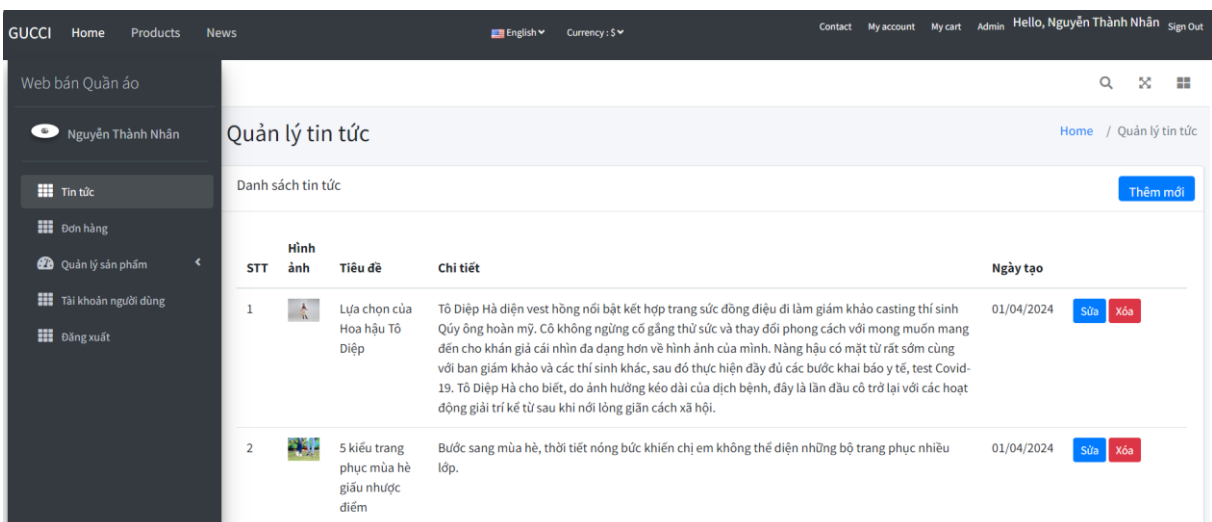 GUCCI Home Products News English Currency : $ Contact My account My cart Admin Hello, Nguyễn Thành Nhân Sign Out
Web bán Quần áo
Nguyễn Thành Nhân
Tin tức
Đơn hàng
Quản lý sản phẩm
Tài khoản người dùng
Đăng xuất
Quản lý tin tức
Home / Quản lý tin tức
Danh sách tin tức
Thêm mới
STT Hình ảnh Tiêu đề Chi tiết Ngày tạo
1
Lựa chọn của
Hoa hậu Tô
Diệp
Tô Diệp Hà diện vest hồng nổi bật kết hợp trang sức đồng điệu đi làm giám khảo casting thí sinh
Qúy ông hoàn mỹ. Cô không ngừng cố gắng thử sức và thay đổi phong cách với mong muốn mang
đến cho khán giả cái nhìn đa dạng hơn về hình ảnh của mình. Nàng hậu có mặt từ rất sớm cùng
với ban giám khảo và các thí sinh khác, sau đó thực hiện đầy đủ các bước khai báo y tế, test Covid-
19. Tô Diệp Hà cho biết, do ảnh hưởng kéo dài của dịch bệnh, đây là lần đầu cô trở lại với các hoạt
động giải trí kể từ sau khi nới lỏng giãn cách xã hội.
01/04/2024 Sửa Xóa
2
5 kiểu trang
phục mùa hè
giấu nhược
điểm
Bước sang mùa hè, thời tiết nóng bức khiến chị em không thể diện những bộ trang phục nhiều
lớp.
01/04/2024 Sửa Xóa